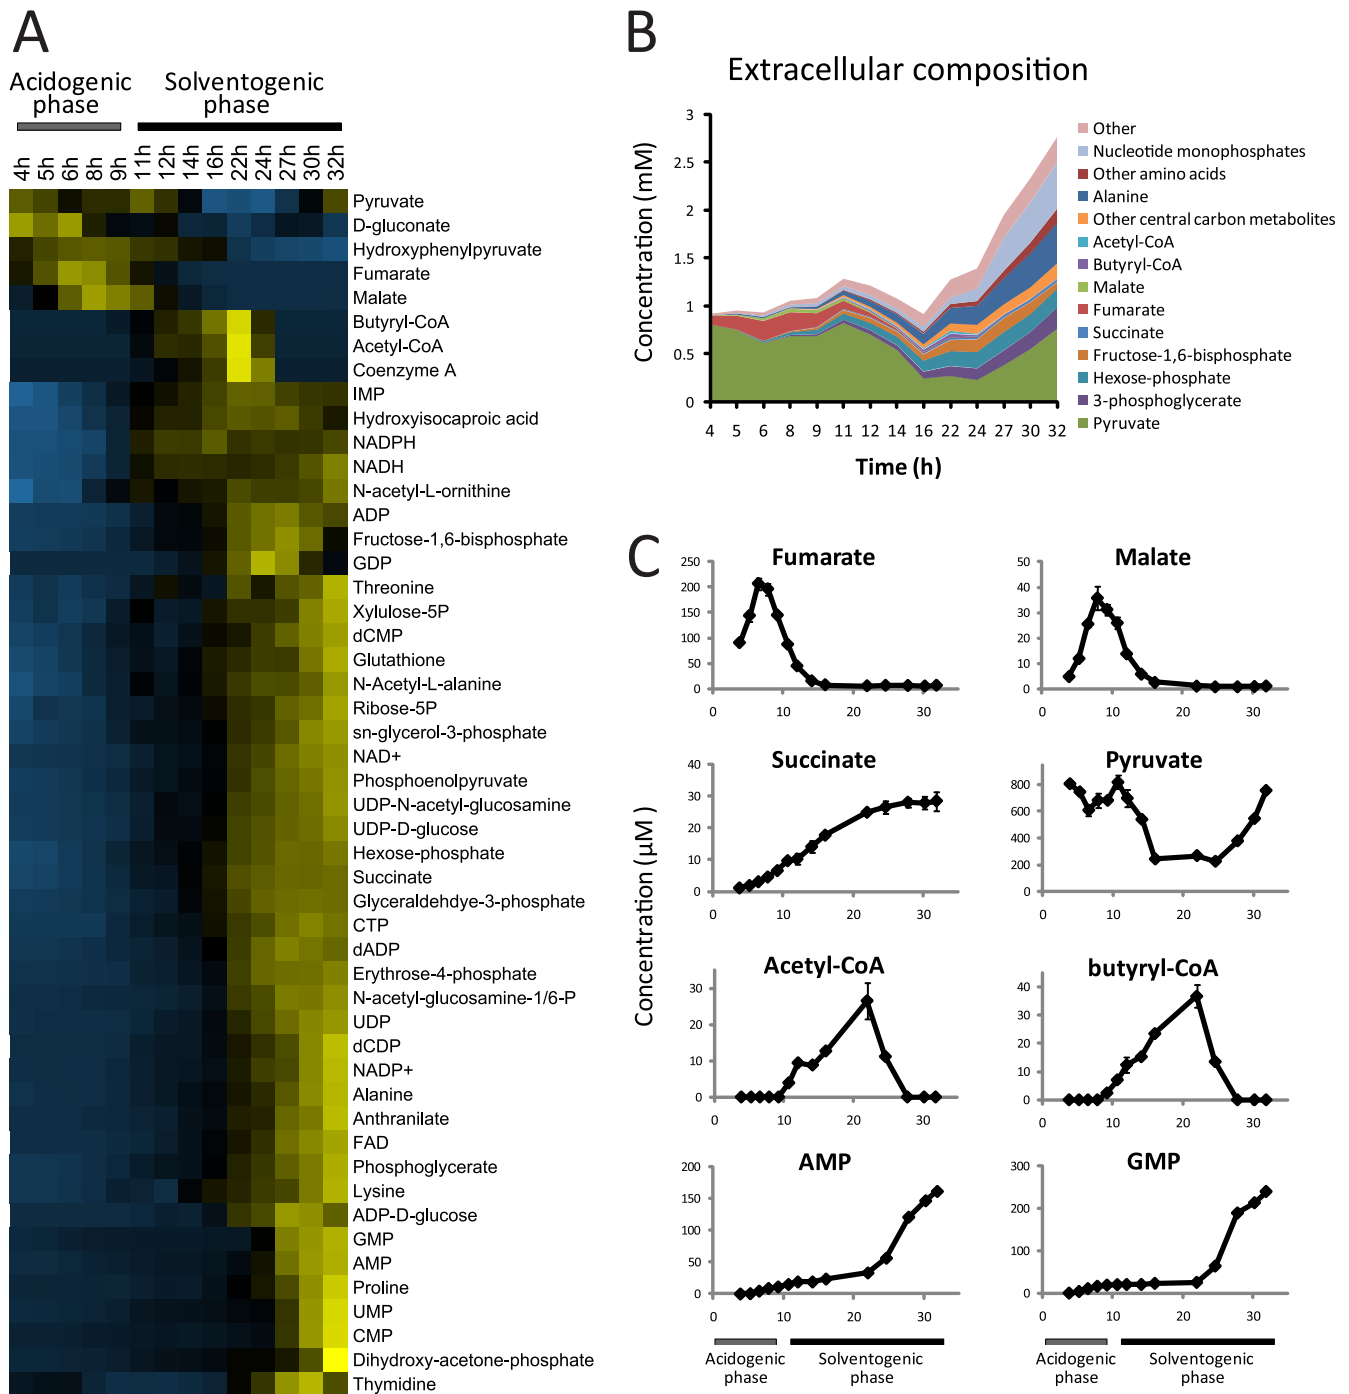 A
Acidogenic
phase
Solventogenic
phase
4h
5h
6h
8h
9h
11h
12h
14h
16h
22h
24h
27h
30h
32h
Pyruvate
D-gluconate
Hydroxyphenylpyruvate
Fumarate
Malate
Butyryl-CoA
Acetyl-CoA
Coenzyme A
IMP
Hydroxyisocaproic acid
NADPH
NADH
N-acetyl-L-ornithine
ADP
Fructose-1,6-bisphosphate
GDP
Threonine
Xylulose-5P
dCMP
Glutathione
N-Acetyl-L-alanine
Ribose-5P
sn-glycerol-3-phosphate
NAD+
Phosphoenolpyruvate
UDP-N-acetyl-glucosamine
UDP-D-glucose
Hexose-phosphate
Succinate
Glyceraldehdye-3-phosphate
CTP
dADP
Erythrose-4-phosphate
N-acetyl-glucosamine-1/6-P
UDP
dCDP
NADP+
Alanine
Anthranilate
FAD
Phosphoglycerate
Lysine
ADP-D-glucose
GMP
AMP
Proline
UMP
CMP
Dihydroxy-acetone-phosphate
Thymidine
B
Extracellular composition
Concentration (mM)
3
2.5
2
1.5
1
0.5
0
4 5 6 8 9 11 12 14 16 22 24 27 30 32
Time (h)
Other
Nucleotide monophosphates
Other amino acids
Alanine
Other central carbon metabolites
Acetyl-CoA
Butyryl-CoA
Malate
Fumarate
Succinate
Fructose-1,6-bisphosphate
Hexose-phosphate
3-phosphoglycerate
Pyruvate
C
Concentration (µM)
Fumarate
250
200
150
100
50
0
0 10 20 30
Malate
50
40
30
20
10
0
0 10 20 30
Succinate
40
30
20
10
0
0 10 20 30
Pyruvate
800
600
400
200
0
0 10 20 30
Acetyl-CoA
30
20
10
0
0 10 20 30
butyryl-CoA
40
30
20
10
0
0 10 20 30
AMP
200
150
100
50
0
0 10 20 30
Acidogenic
phase
Solventogenic
phase
GMP
300
200
100
0
0 10 20 30
Acidogenic
phase
Solventogenic
phase